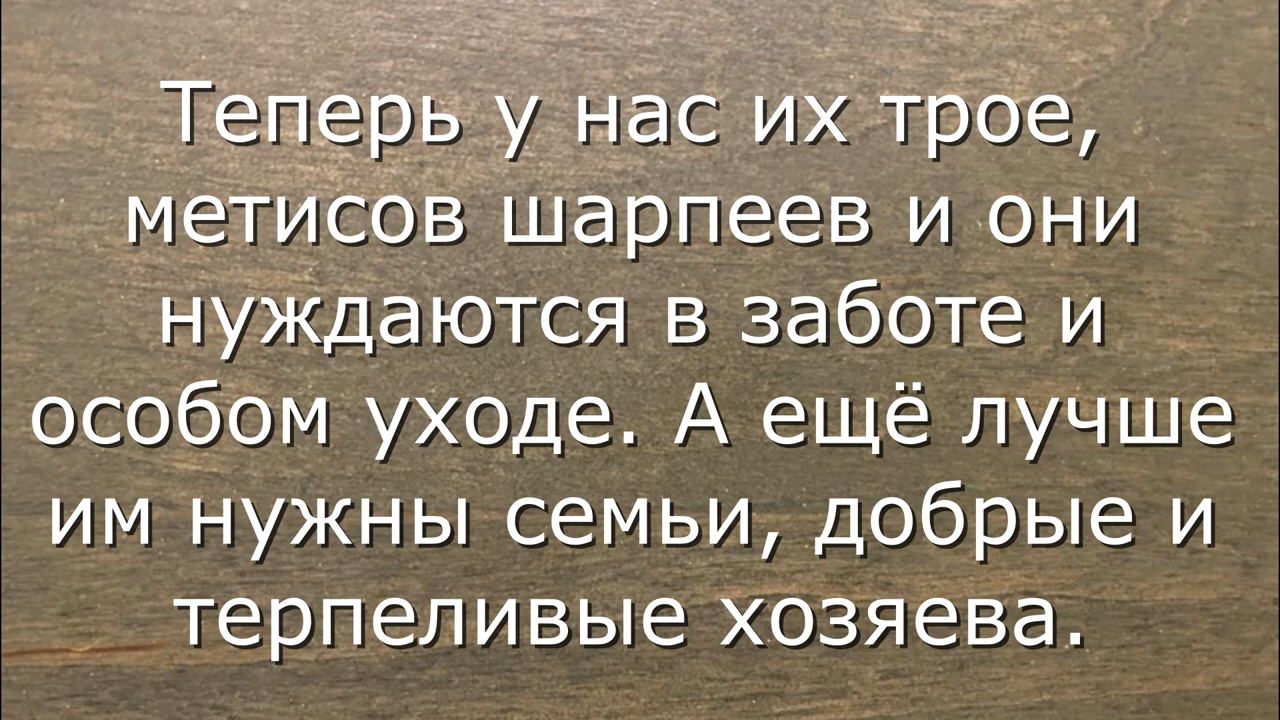 Теперь у нас их трое,
метисов шарпеев и они
нуждаются в заботе и
особом уходе. А ещё лучше
им нужны семьи, добрые и
терпеливые хозяева.